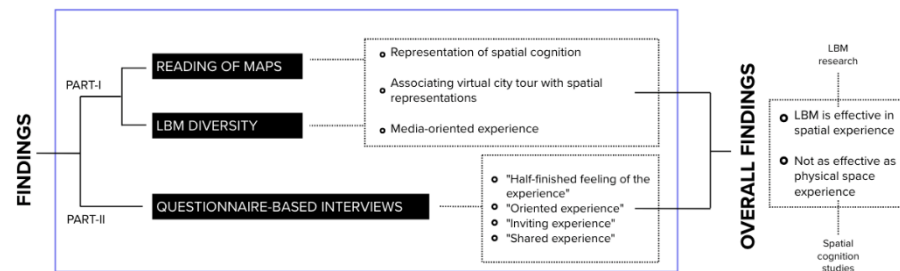 FINDINGS
PART-I
READING OF MAPS
LBM DIVERSITY
Representation of spatial cognition
Associating virtual city tour with spatial
representations
Media-oriented experience
PART-II
QUESTIONNAIRE-BASED INTERVIEWS
"Half-finished feeling of the
experience"
"Oriented experience"
"Inviting experience"
"Shared experience"
OVERALL FINDINGS
LBM
research
LBM is effective in
spatial experience
Not as effective as
physical space
experience
Spatial
cognition
studies